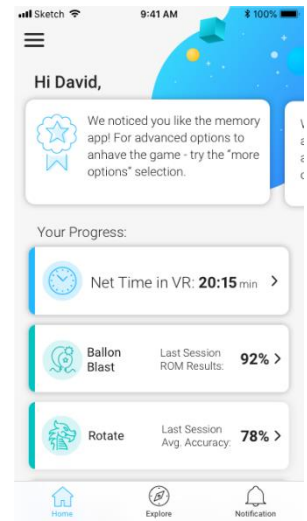 Sketch 9:41 AM 100%
Hi David,
We noticed you like the memory
app! For advanced options to
anhave the game - try the "more
options" selection.
Your Progress:
Net Time in VR: 20:15 min >
Ballon
Blast
Last Session
ROM Results:
92% >
Rotate
Last Session
Avg. Accuracy:
78% >
Home Explore Notification